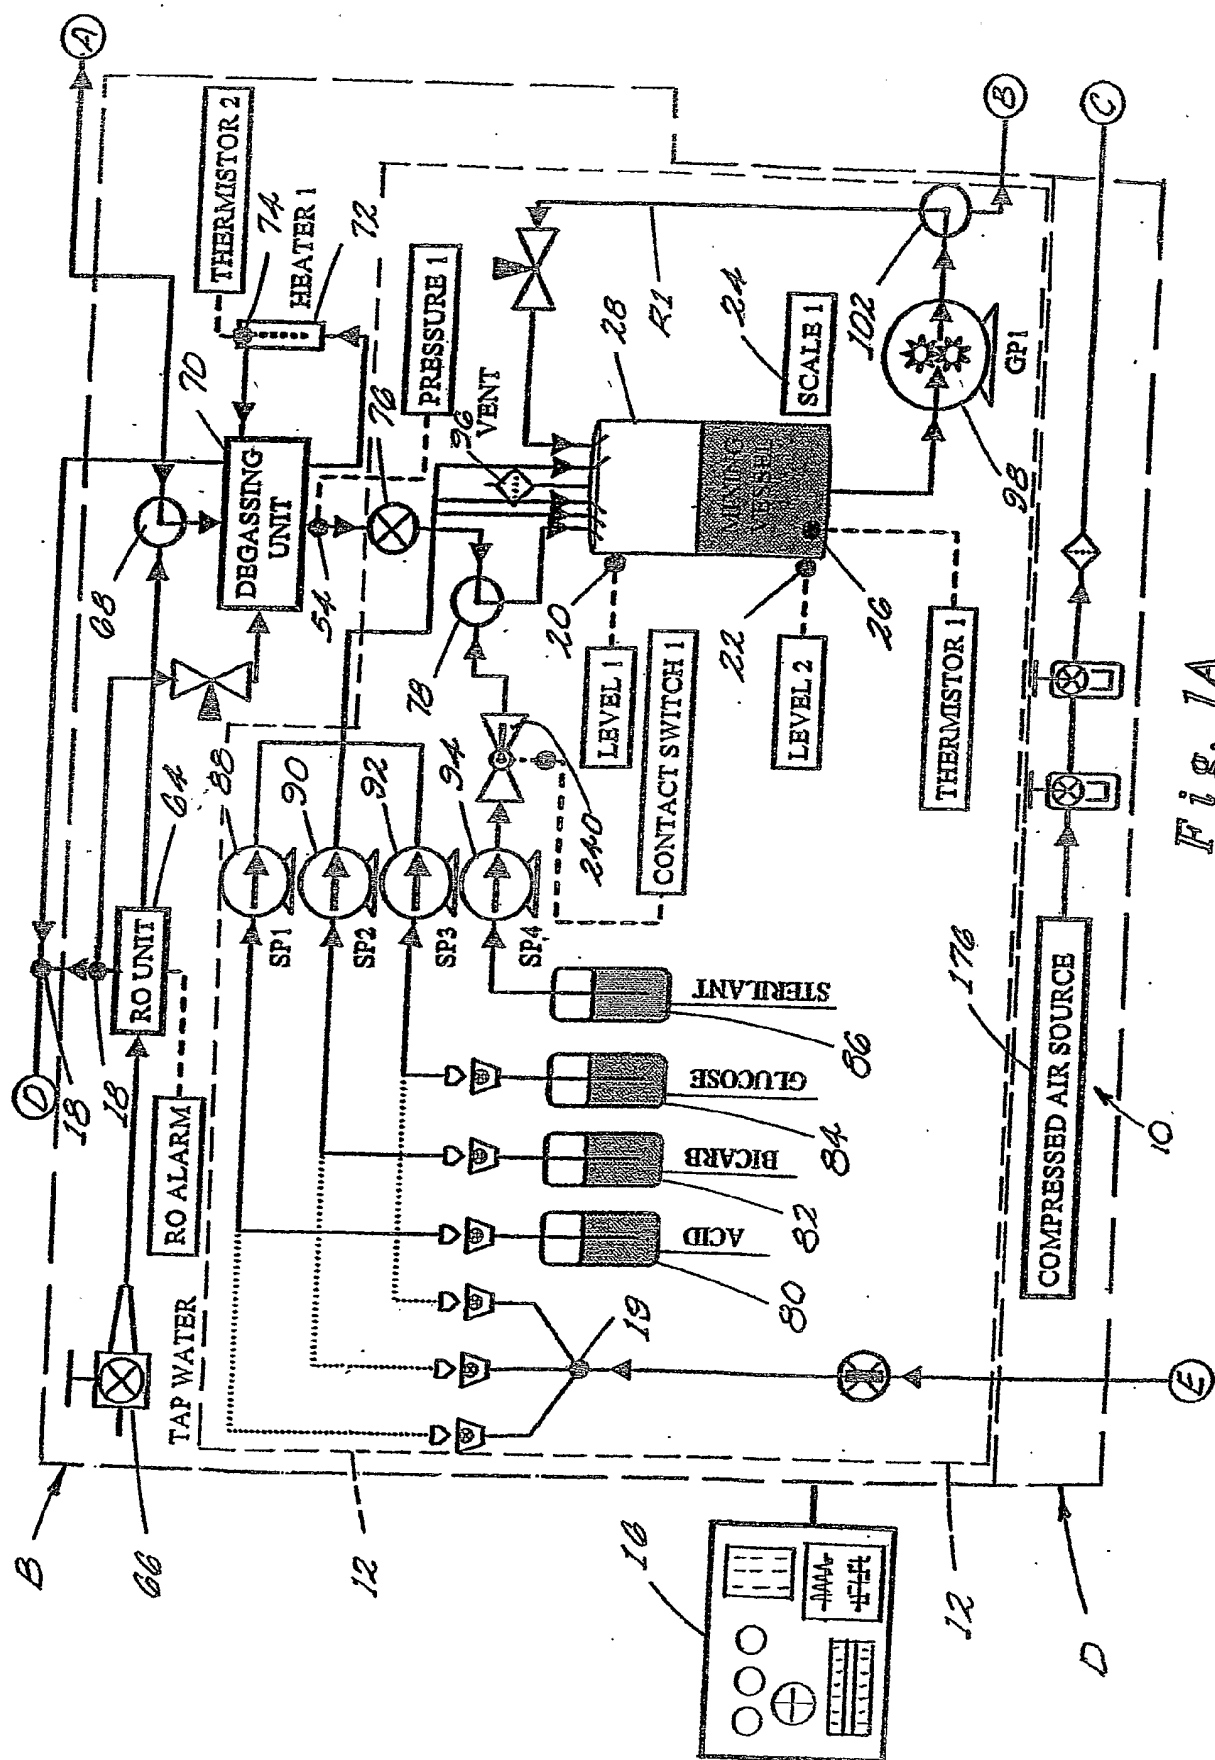 A
THERMISTOR 2
74
HEATER 1
72
PRESSURE 1
70
68
DEGASSING
UNIT
54
76
96
VENT
28
R1
24
SCALE 1
102
B
C
GP1
98
MIXING
VESSEL
78
20
LEVEL 1
CONTACT SWITCH 1
22
LEVEL 2
26
THERMISTOR 1
D
18
18
64
RO UNIT
RO ALARM
88
90
92
94
240
SP1
SP2
SP3
SP4
STERILANT
86
GLUCOSE
84
BICARB
82
ACID
80
19
176
COMPRESSED AIR SOURCE
10
TAP WATER
B
66
12
16
12
D
E
Fig. 1A